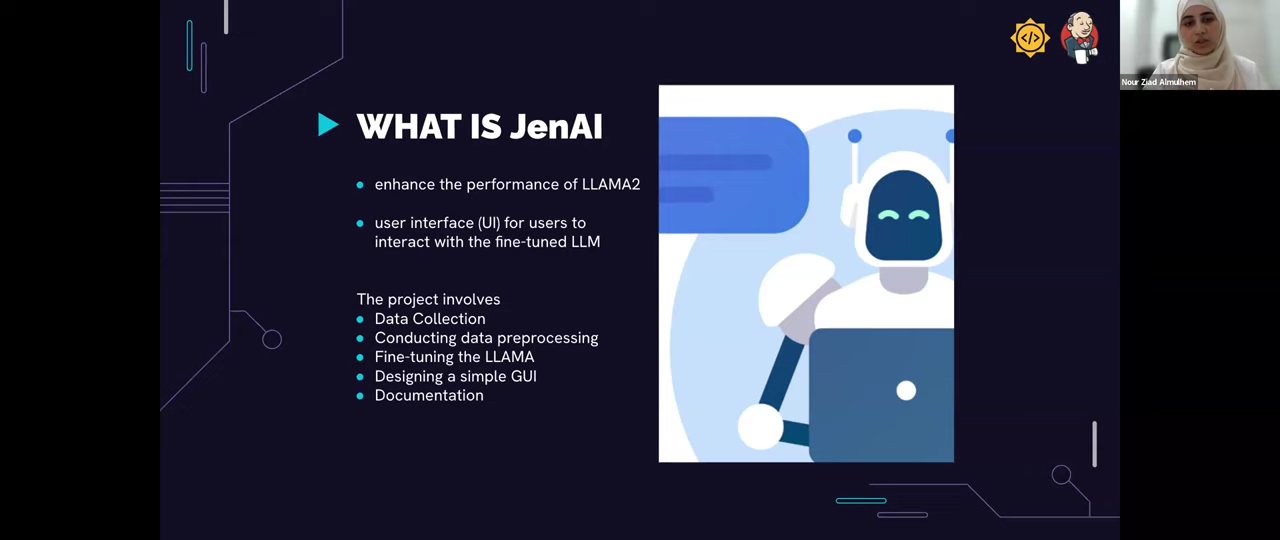 WHAT IS JenAI
enhance the performance of LLAMA2
user interface (UI) for users to
interact with the fine-tuned LLM
The project involves
Data Collection
Conducting data preprocessing
Fine-tuning the LLAMA
Designing a simple GUI
Documentation
</>
Nour Ziad Almulhem